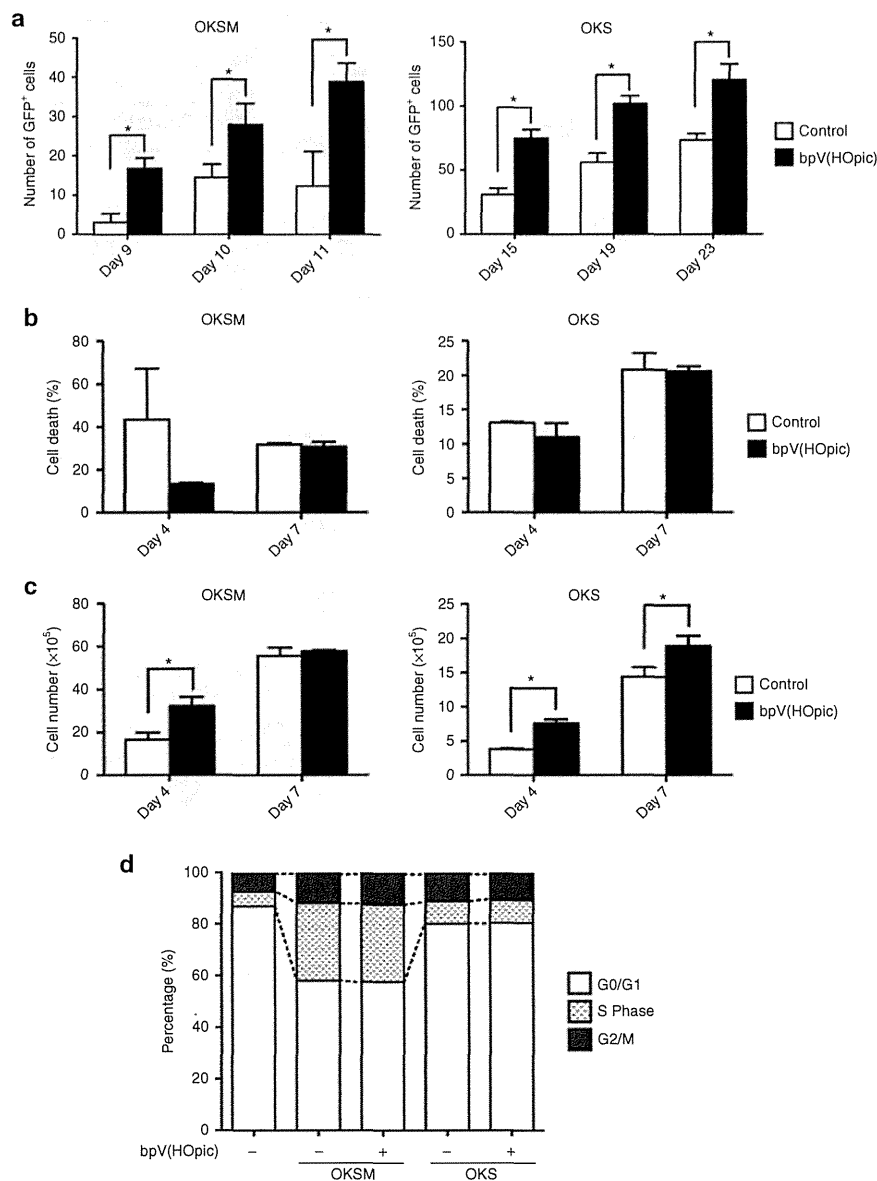 a
OKSM
Number of GFP+ cells
50
40
30
20
10
0
*
*
*
Day 9
Day 10
Day 11
OKS
Number of GFP+ cells
150
100
50
0
*
*
*
Day 15
Day 19
Day 23
Control
bpV(HOpic)
b
OKSM
Cell death (%)
80
60
40
20
0
Day 4
Day 7
OKS
Cell death (%)
25
20
15
10
5
0
Day 4
Day 7
Control
bpV(HOpic)
c
OKSM
Cell number (×10⁵)
80
60
40
20
0
*
Day 4
Day 7
OKS
Cell number (×10⁵)
25
20
15
10
5
0
*
*
Day 4
Day 7
Control
bpV(HOpic)
d
Percentage (%)
100
80
60
40
20
0
G0/G1
S Phase
G2/M
bpV(HOpic) − − + − +
OKSM OKS